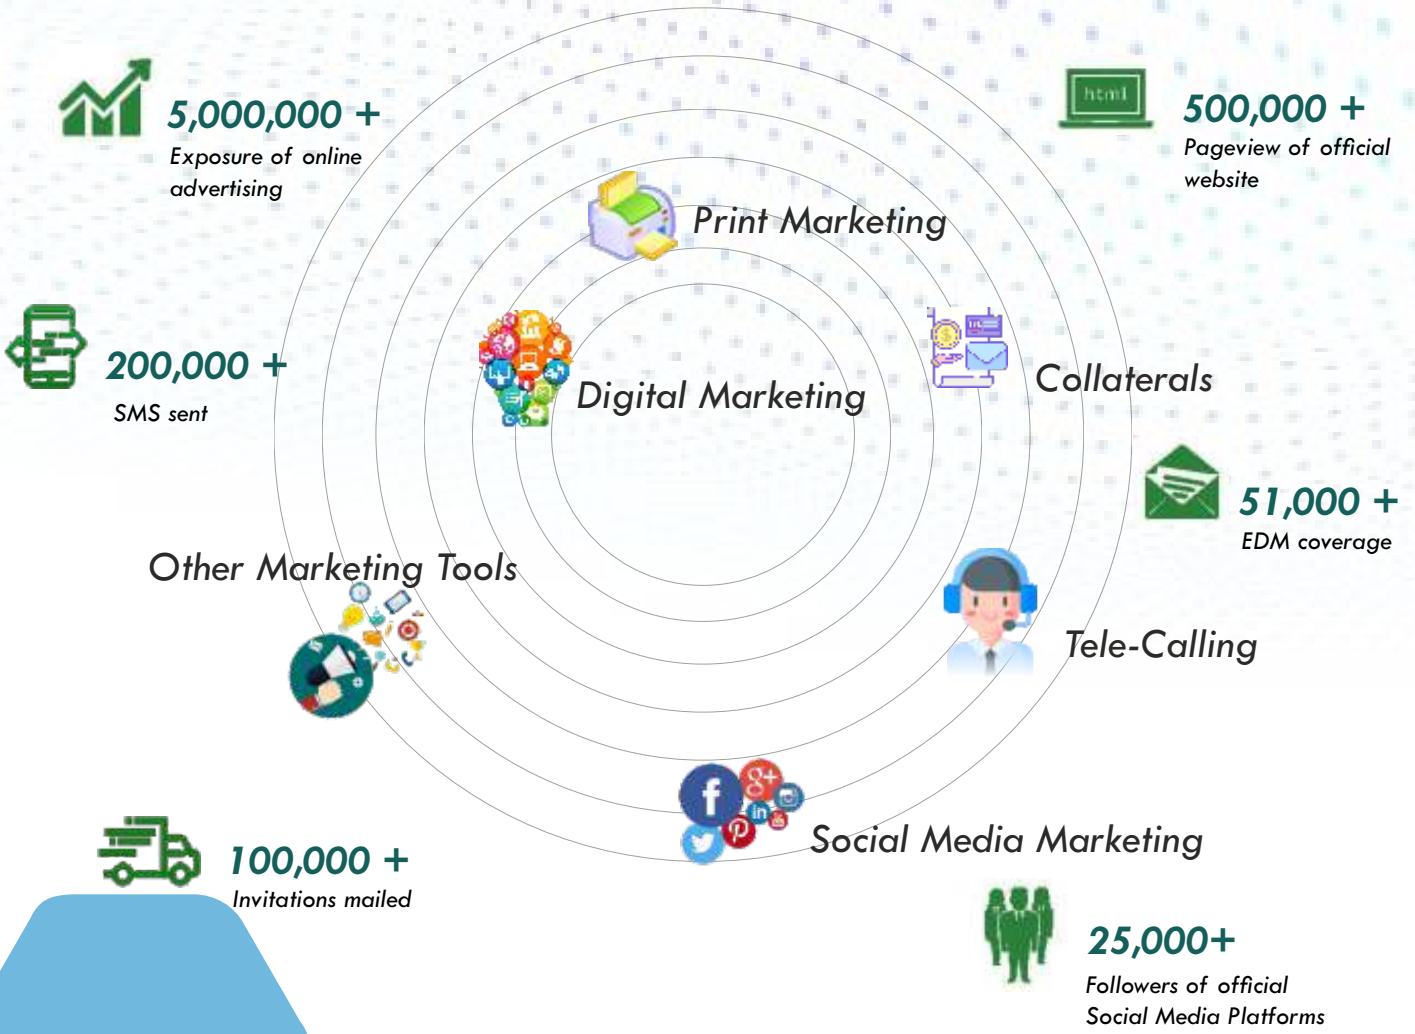 5,000,000 +
Exposure of online
advertising
html
500,000 +
Pageview of official
website
Print Marketing
200,000 +
SMS sent
Digital Marketing
Collaterals
51,000 +
EDM coverage
Other Marketing Tools
Tele-Calling
f
g+
in
Social Media Marketing
100,000 +
Invitations mailed
25,000+
Followers of official
Social Media Platforms